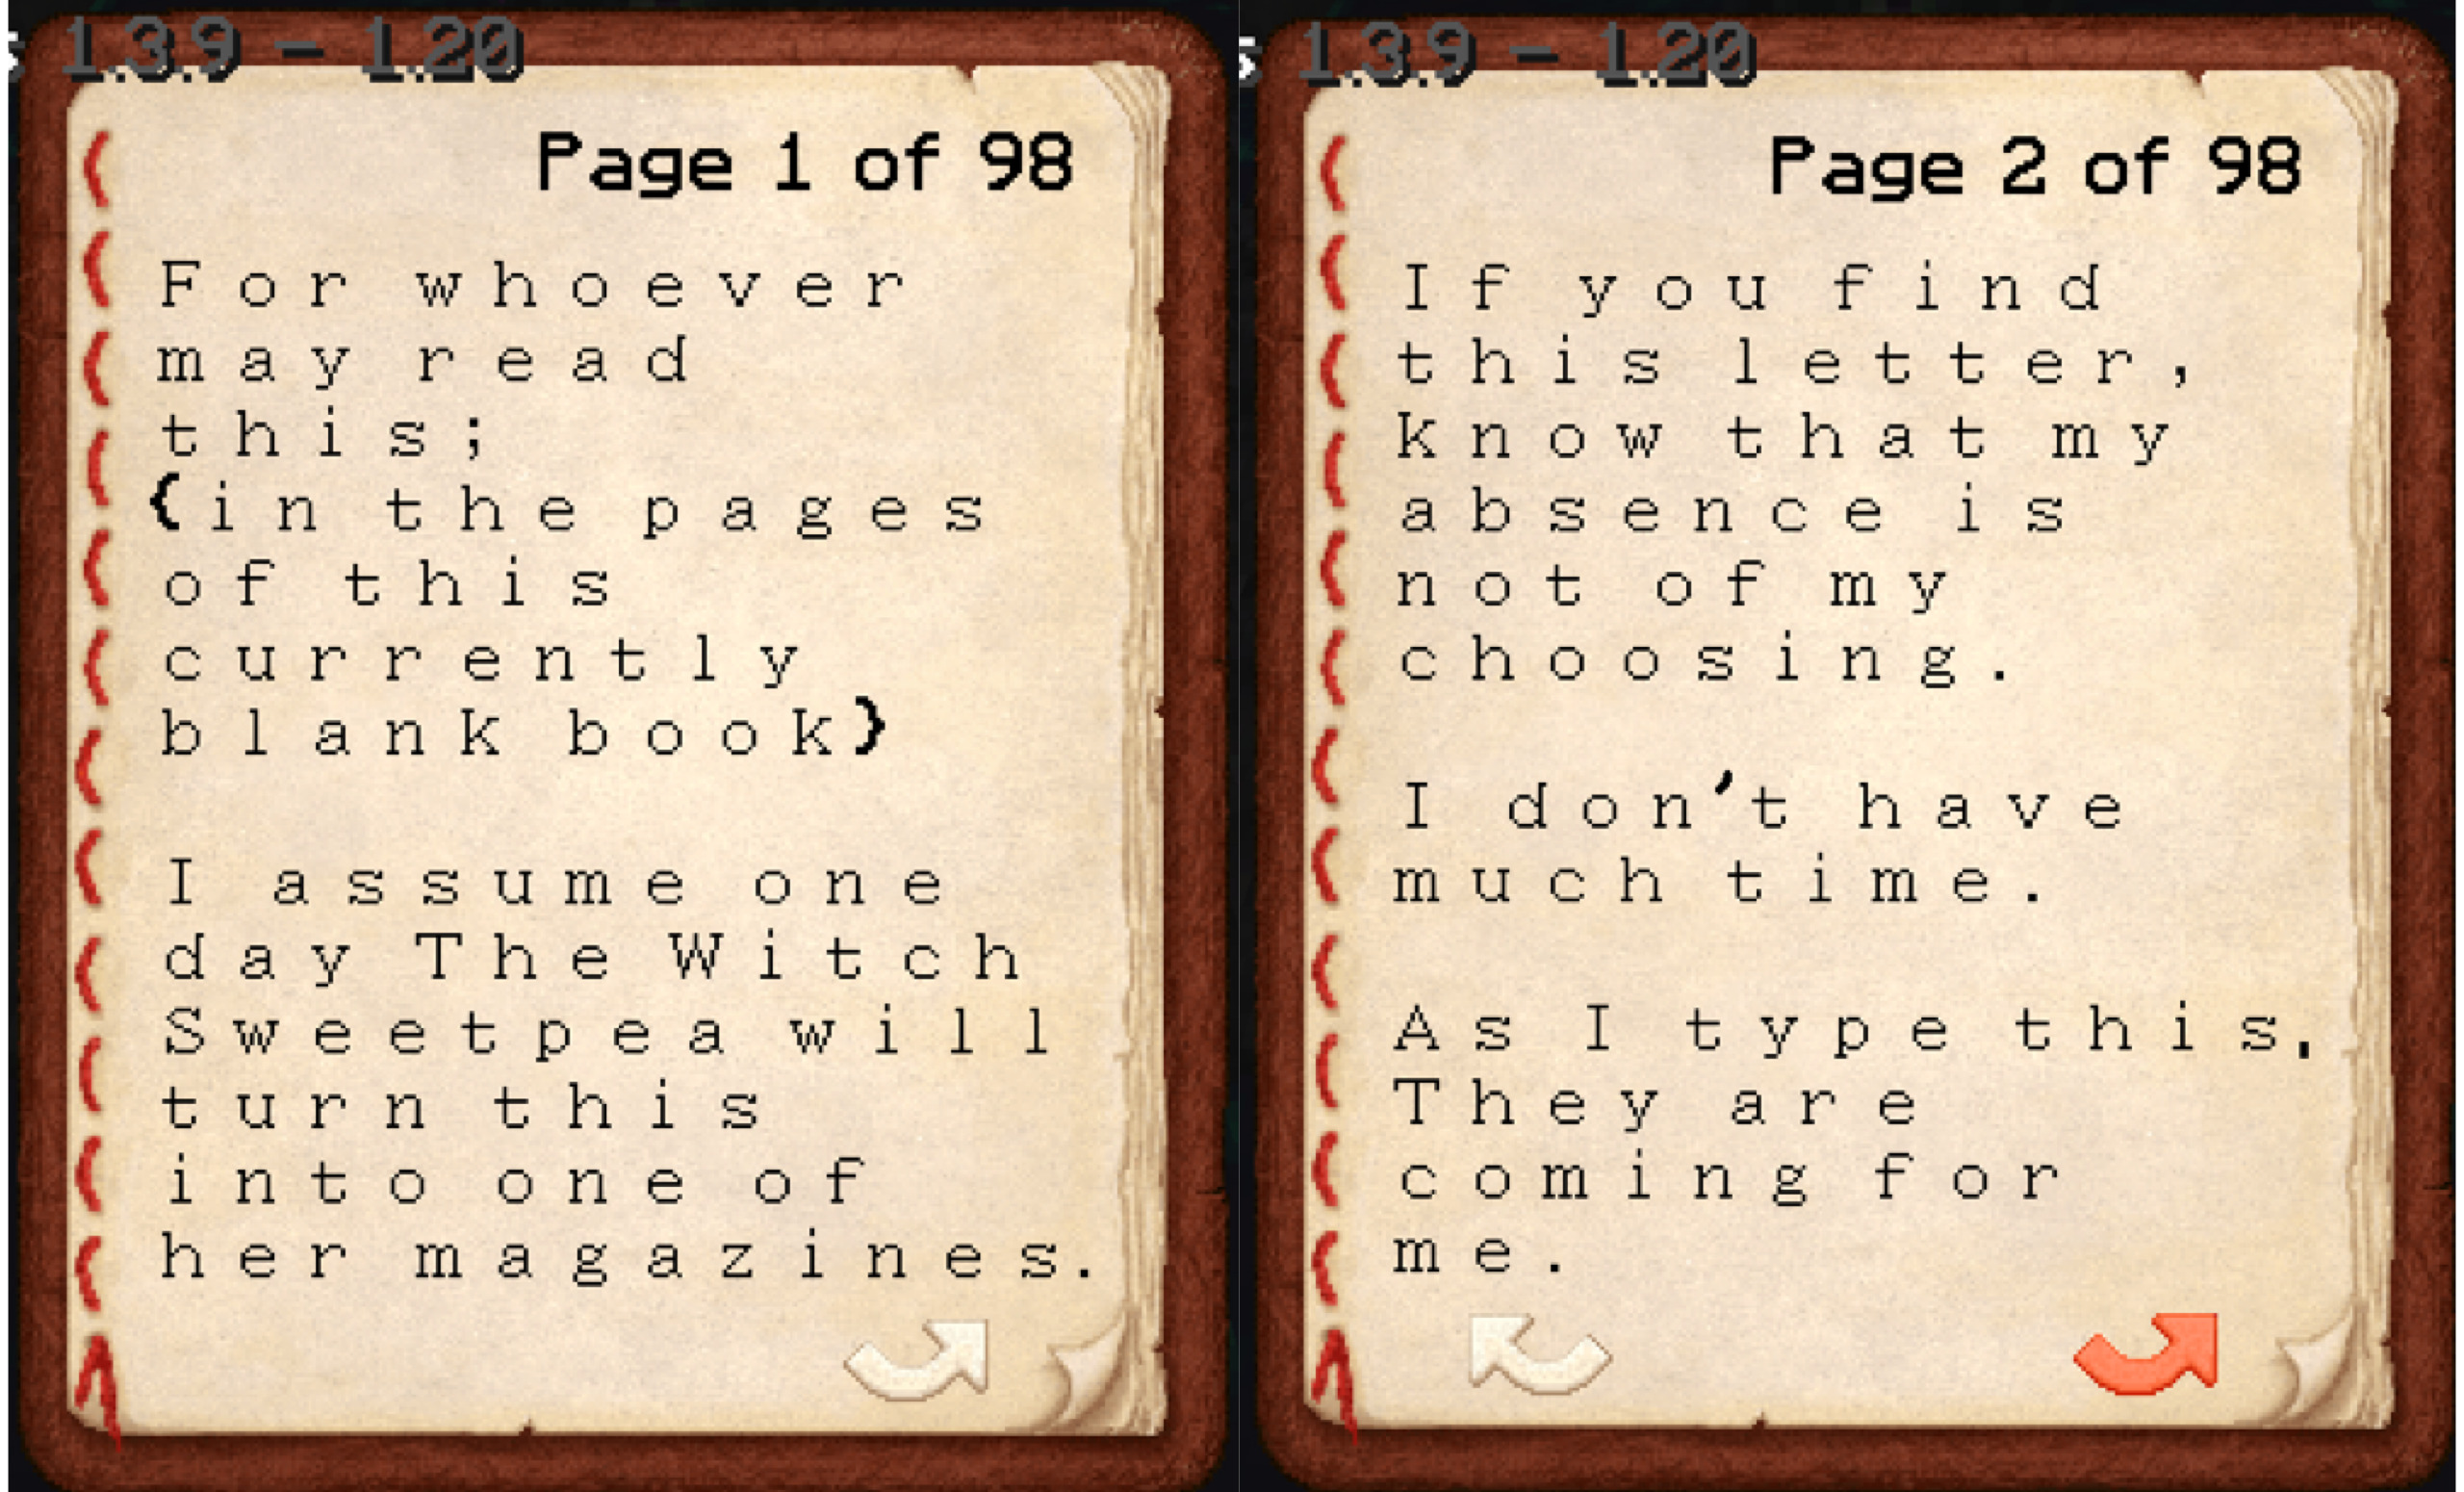 s 1.3.9 - 1.20
Page 1 of 98
For whoever
may read
this;
{in the pages
of this
currently
blank book}
I assume one
day The Witch
Sweetpea will
turn this
into one of
her magazines.
s 1.3.9 - 1.20
Page 2 of 98
If you find
this letter,
know that my
absence is
not of my
choosing.
I don't have
much time.
As I type this,
They are
coming for
me.